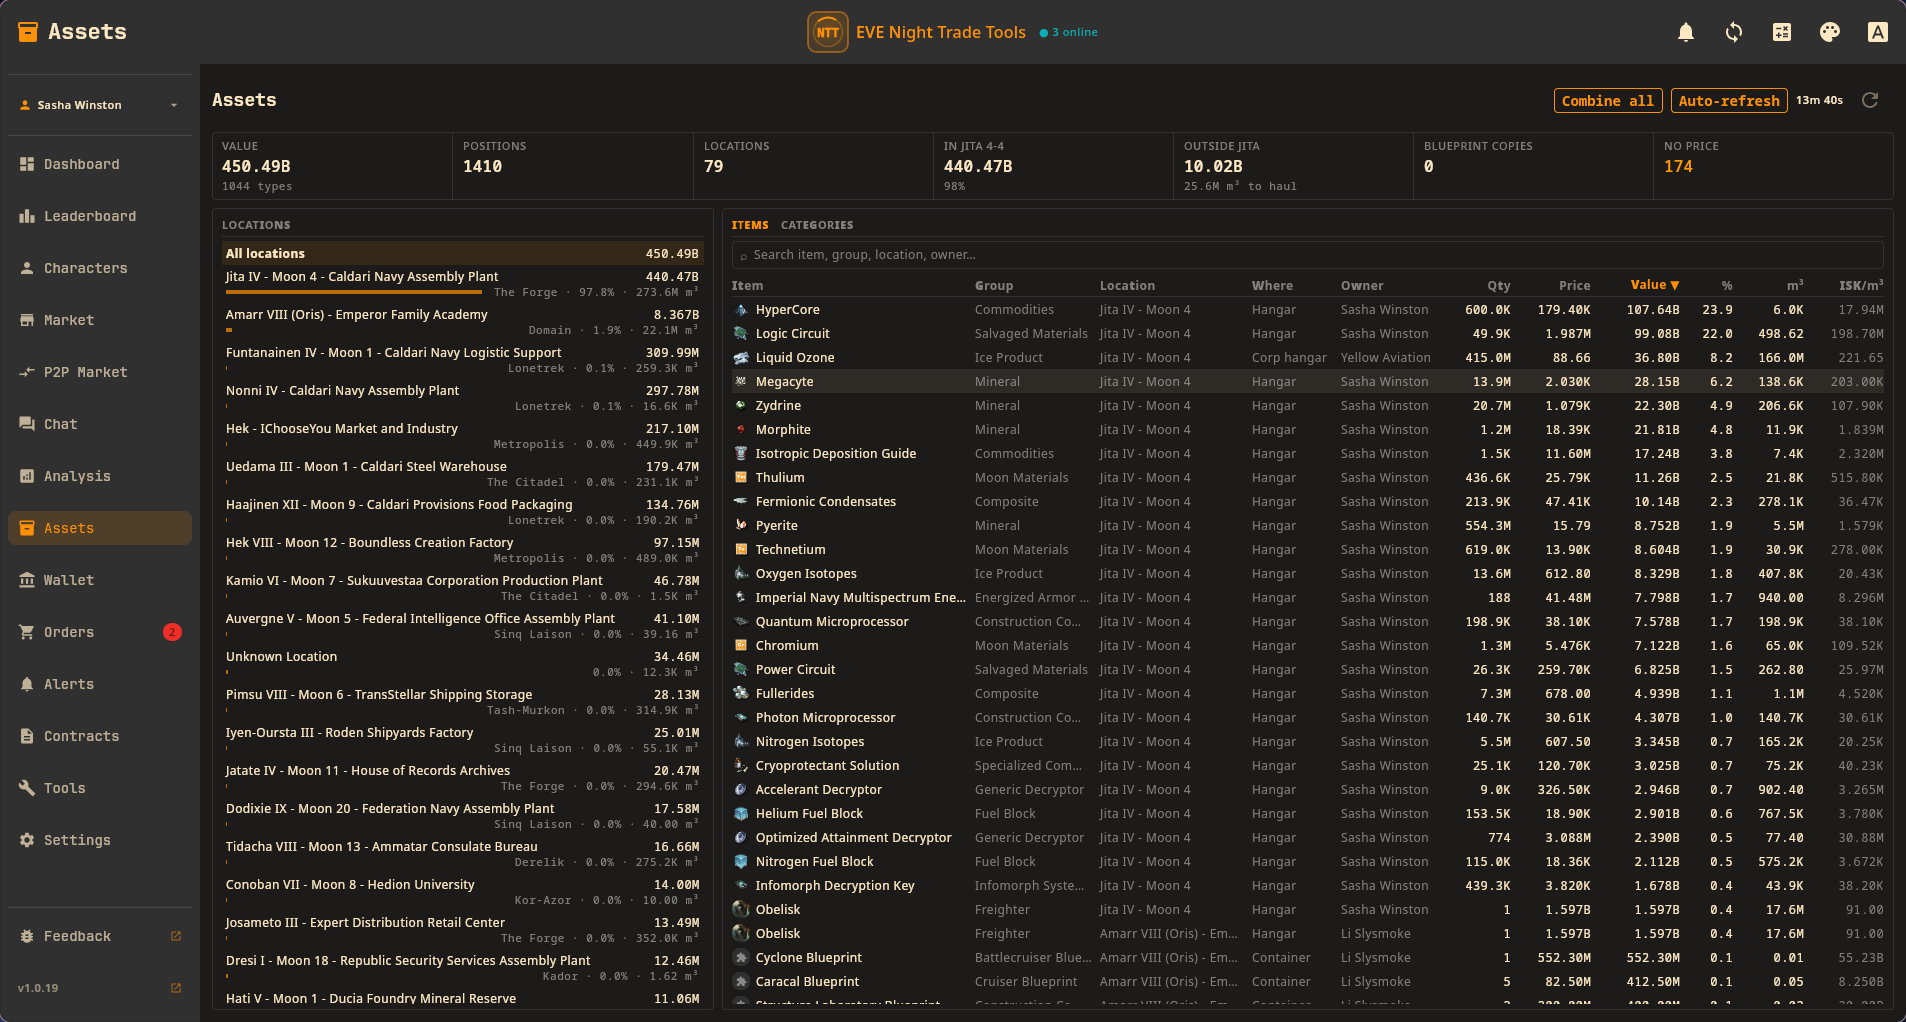 Assets
NTT EVE Night Trade Tools 3 online
A
Sasha Winston
Dashboard
Leaderboard
Characters
Market
P2P Market
Chat
Analysis
Assets
Wallet
Orders 2
Alerts
Contracts
Tools
Settings
Feedback
v1.0.19
Assets
Combine all Auto-refresh 13m 40s
VALUE
450.49B
1044 types
POSITIONS
1410
LOCATIONS
79
IN JITA 4-4
440.47B
98%
OUTSIDE JITA
10.02B
25.6M m³ to haul
BLUEPRINT COPIES
0
NO PRICE
174
LOCATIONS
All locations 450.49B
Jita IV - Moon 4 - Caldari Navy Assembly Plant 440.47B
The Forge · 97.8% · 273.6M m³
Amarr VIII (Oris) - Emperor Family Academy 8.367B
Domain · 1.9% · 22.1M m³
Funtanainen IV - Moon 1 - Caldari Navy Logistic Support 309.99M
Lonetrek · 0.1% · 259.3K m³
Nonni IV - Caldari Navy Assembly Plant 297.78M
Lonetrek · 0.1% · 16.6K m³
Hek - IChooseYou Market and Industry 217.10M
Metropolis · 0.0% · 449.9K m³
Uedama III - Moon 1 - Caldari Steel Warehouse 179.47M
The Citadel · 0.0% · 231.1K m³
Haajinen XII - Moon 9 - Caldari Provisions Food Packaging 134.76M
Lonetrek · 0.0% · 190.2K m³
Hek VIII - Moon 12 - Boundless Creation Factory 97.15M
Metropolis · 0.0% · 489.0K m³
Kamio VI - Moon 7 - Sukuuvestaa Corporation Production Plant 46.78M
The Citadel · 0.0% · 1.5K m³
Auvergne V - Moon 5 - Federal Intelligence Office Assembly Plant 41.10M
Sinq Laison · 0.0% · 39.16 m³
Unknown Location 34.46M
0.0% · 12.3K m³
Pimsu VIII - Moon 6 - TransStellar Shipping Storage 28.13M
Tash-Murkon · 0.0% · 314.9K m³
Iyen-Oursta III - Roden Shipyards Factory 25.01M
Sinq Laison · 0.0% · 55.1K m³
Jatate IV - Moon 11 - House of Records Archives 20.47M
The Forge · 0.0% · 294.6K m³
Dodixie IX - Moon 20 - Federation Navy Assembly Plant 17.58M
Sinq Laison · 0.0% · 40.00 m³
Tidacha VIII - Moon 13 - Ammatar Consulate Bureau 16.66M
Derelik · 0.0% · 275.2K m³
Conoban VII - Moon 8 - Hedion University 14.00M
Kor-Azor · 0.0% · 10.00 m³
Josameto III - Expert Distribution Retail Center 13.49M
The Forge · 0.0% · 352.0K m³
Dresi I - Moon 18 - Republic Security Services Assembly Plant 12.46M
Kador · 0.0% · 1.62 m³
Hati V - Moon 1 - Ducia Foundry Mineral Reserve 11.06M
ITEMS CATEGORIES
Search item, group, location, owner...
Item Group Location Where Owner Qty Price Value ▼ % m³ ISK/m³
HyperCore Commodities Jita IV - Moon 4 Hangar Sasha Winston 600.0K 179.40K 107.64B 23.9 6.0K 17.94M
Logic Circuit Salvaged Materials Jita IV - Moon 4 Hangar Sasha Winston 49.9K 1.987M 99.08B 22.0 498.62 198.70M
Liquid Ozone Ice Product Jita IV - Moon 4 Corp hangar Yellow Aviation 415.0M 88.66 36.80B 8.2 166.0M 221.65
Megacyte Mineral Jita IV - Moon 4 Hangar Sasha Winston 13.9M 2.030K 28.15B 6.2 138.6K 203.00K
Zydrine Mineral Jita IV - Moon 4 Hangar Sasha Winston 20.7M 1.079K 22.30B 4.9 206.6K 107.90K
Morphite Mineral Jita IV - Moon 4 Hangar Sasha Winston 1.2M 18.39K 21.81B 4.8 11.9K 1.839M
Isotropic Deposition Guide Commodities Jita IV - Moon 4 Hangar Sasha Winston 1.5K 11.60M 17.24B 3.8 7.4K 2.320M
Thulium Moon Materials Jita IV - Moon 4 Hangar Sasha Winston 436.6K 25.79K 11.26B 2.5 21.8K 515.80K
Fermionic Condensates Composite Jita IV - Moon 4 Hangar Sasha Winston 213.9K 47.41K 10.14B 2.3 278.1K 36.47K
Pyerite Mineral Jita IV - Moon 4 Hangar Sasha Winston 554.3M 15.79 8.752B 1.9 5.5M 1.579K
Technetium Moon Materials Jita IV - Moon 4 Hangar Sasha Winston 619.0K 13.90K 8.604B 1.9 30.9K 278.00K
Oxygen Isotopes Ice Product Jita IV - Moon 4 Hangar Sasha Winston 13.6M 612.80 8.329B 1.8 407.8K 20.43K
Imperial Navy Multispectrum Ene... Energized Armor ... Jita IV - Moon 4 Hangar Sasha Winston 188 41.48M 7.798B 1.7 940.00 8.296M
Quantum Microprocessor Construction Co... Jita IV - Moon 4 Hangar Sasha Winston 198.9K 38.10K 7.578B 1.7 198.9K 38.10K
Chromium Moon Materials Jita IV - Moon 4 Hangar Sasha Winston 1.3M 5.476K 7.122B 1.6 65.0K 109.52K
Power Circuit Salvaged Materials Jita IV - Moon 4 Hangar Sasha Winston 26.3K 259.70K 6.825B 1.5 262.80 25.97M
Fullerides Composite Jita IV - Moon 4 Hangar Sasha Winston 7.3M 678.00 4.939B 1.1 1.1M 4.520K
Photon Microprocessor Construction Co... Jita IV - Moon 4 Hangar Sasha Winston 140.7K 30.61K 4.307B 1.0 140.7K 30.61K
Nitrogen Isotopes Ice Product Jita IV - Moon 4 Hangar Sasha Winston 5.5M 607.50 3.345B 0.7 165.2K 20.25K
Cryoprotectant Solution Specialized Com... Jita IV - Moon 4 Hangar Sasha Winston 25.1K 120.70K 3.025B 0.7 75.2K 40.23K
Accelerant Decryptor Generic Decryptor Jita IV - Moon 4 Hangar Sasha Winston 9.0K 326.50K 2.946B 0.7 902.40 3.265M
Helium Fuel Block Fuel Block Jita IV - Moon 4 Hangar Sasha Winston 153.5K 18.90K 2.901B 0.6 767.5K 3.780K
Optimized Attainment Decryptor Generic Decryptor Jita IV - Moon 4 Hangar Sasha Winston 774 3.088M 2.390B 0.5 77.40 30.88M
Nitrogen Fuel Block Fuel Block Jita IV - Moon 4 Hangar Sasha Winston 115.0K 18.36K 2.112B 0.5 575.2K 3.672K
Infomorph Decryption Key Infomorph Syste... Jita IV - Moon 4 Hangar Sasha Winston 439.3K 3.820K 1.678B 0.4 43.9K 38.20K
Obelisk Freighter Jita IV - Moon 4 Hangar Sasha Winston 1 1.597B 1.597B 0.4 17.6M 91.00
Obelisk Freighter Amarr VIII (Oris) - Em... Hangar Li Slysmoke 1 1.597B 1.597B 0.4 17.6M 91.00
Cyclone Blueprint Battlecruiser Blue... Amarr VIII (Oris) - Em... Container Li Slysmoke 1 552.30M 552.30M 0.1 0.01 55.23B
Caracal Blueprint Cruiser Blueprint Amarr VIII (Oris) - Em... Container Li Slysmoke 5 82.50M 412.50M 0.1 0.05 8.250B